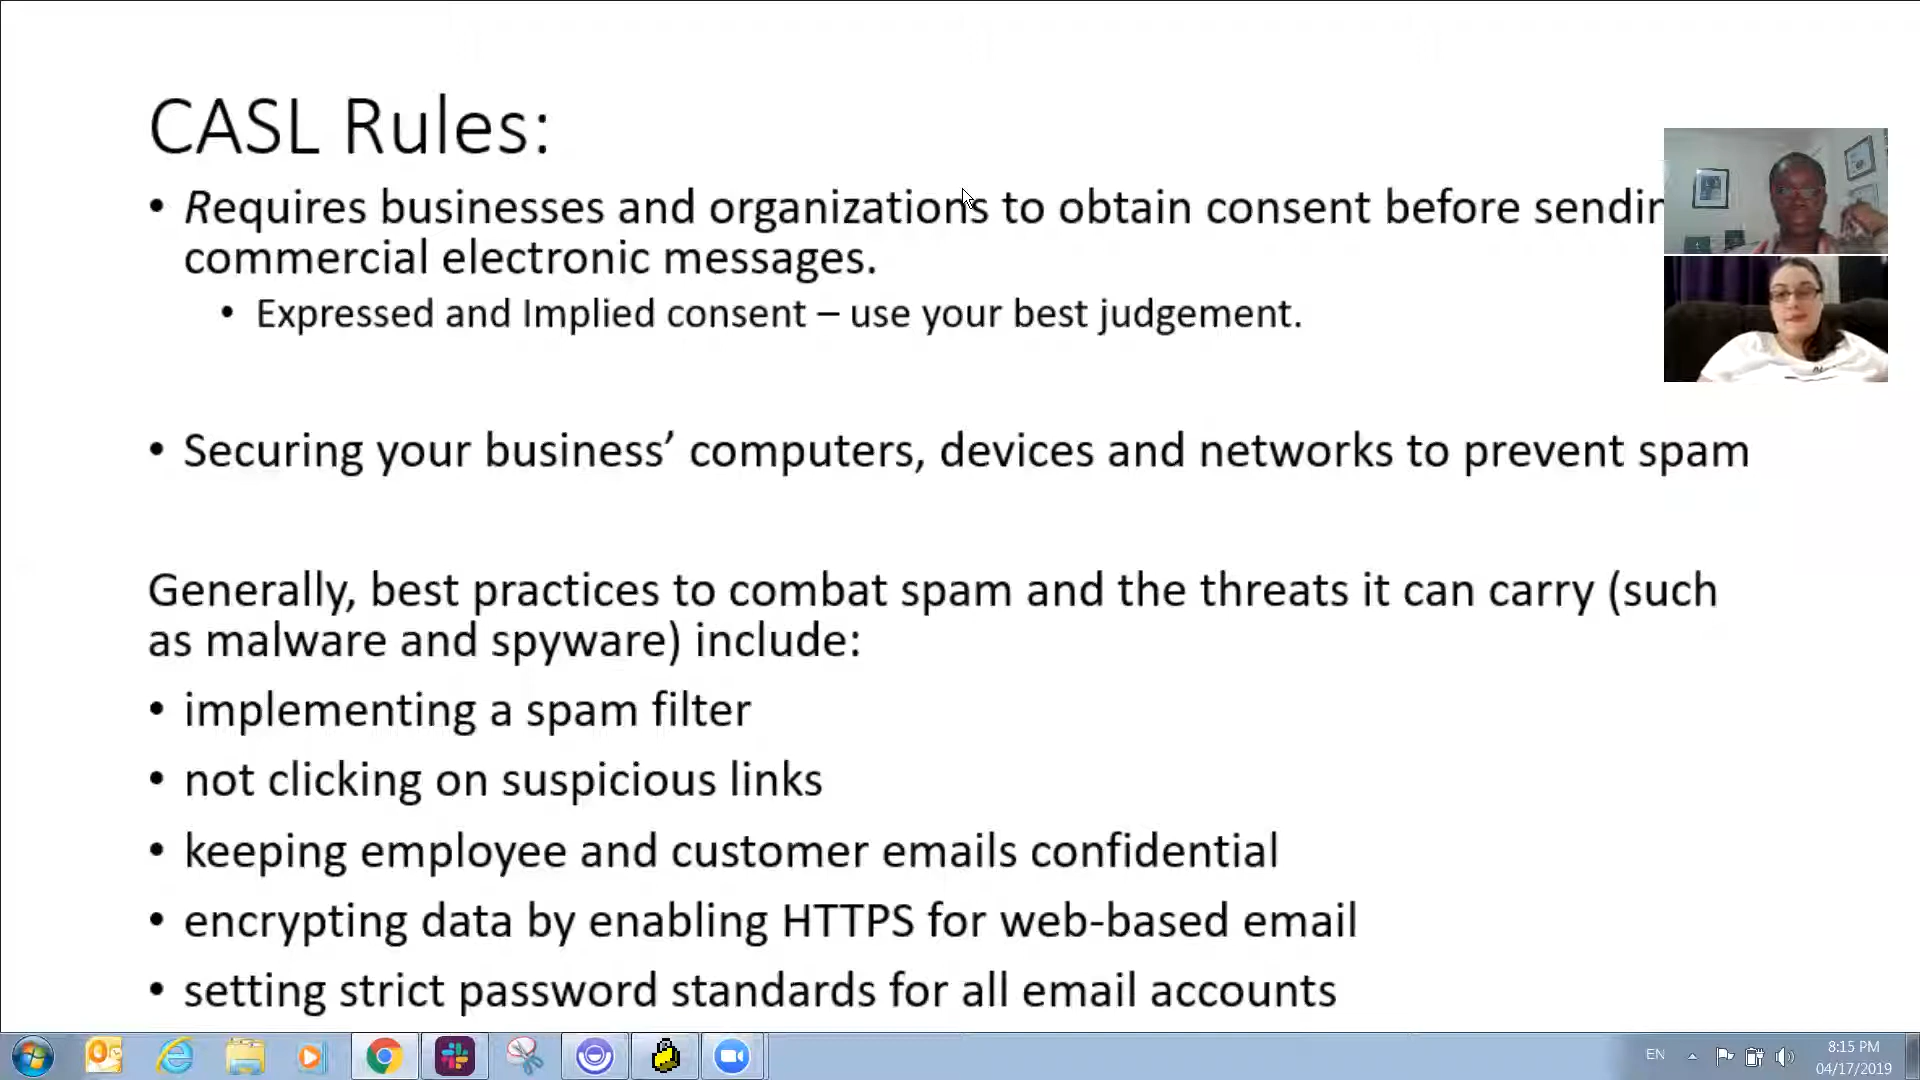 CASL Rules:
• Requires businesses and organizations to obtain consent before sendin
commercial electronic messages.
• Expressed and Implied consent – use your best judgement.
• Securing your business’ computers, devices and networks to prevent spam
Generally, best practices to combat spam and the threats it can carry (such
as malware and spyware) include:
• implementing a spam filter
• not clicking on suspicious links
• keeping employee and customer emails confidential
• encrypting data by enabling HTTPS for web-based email
• setting strict password standards for all email accounts
EN
8:15 PM
04/17/2019